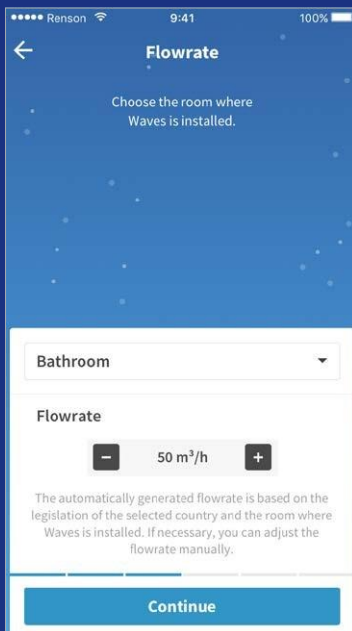 Renson 9:41 100%
Flowrate
Choose the room where
Waves is installed.
Bathroom
Flowrate
- 50 m³/h +
The automatically generated flowrate is based on the
legislation of the selected country and the room where
Waves is installed. If necessary, you can adjust the
flowrate manually.
Continue